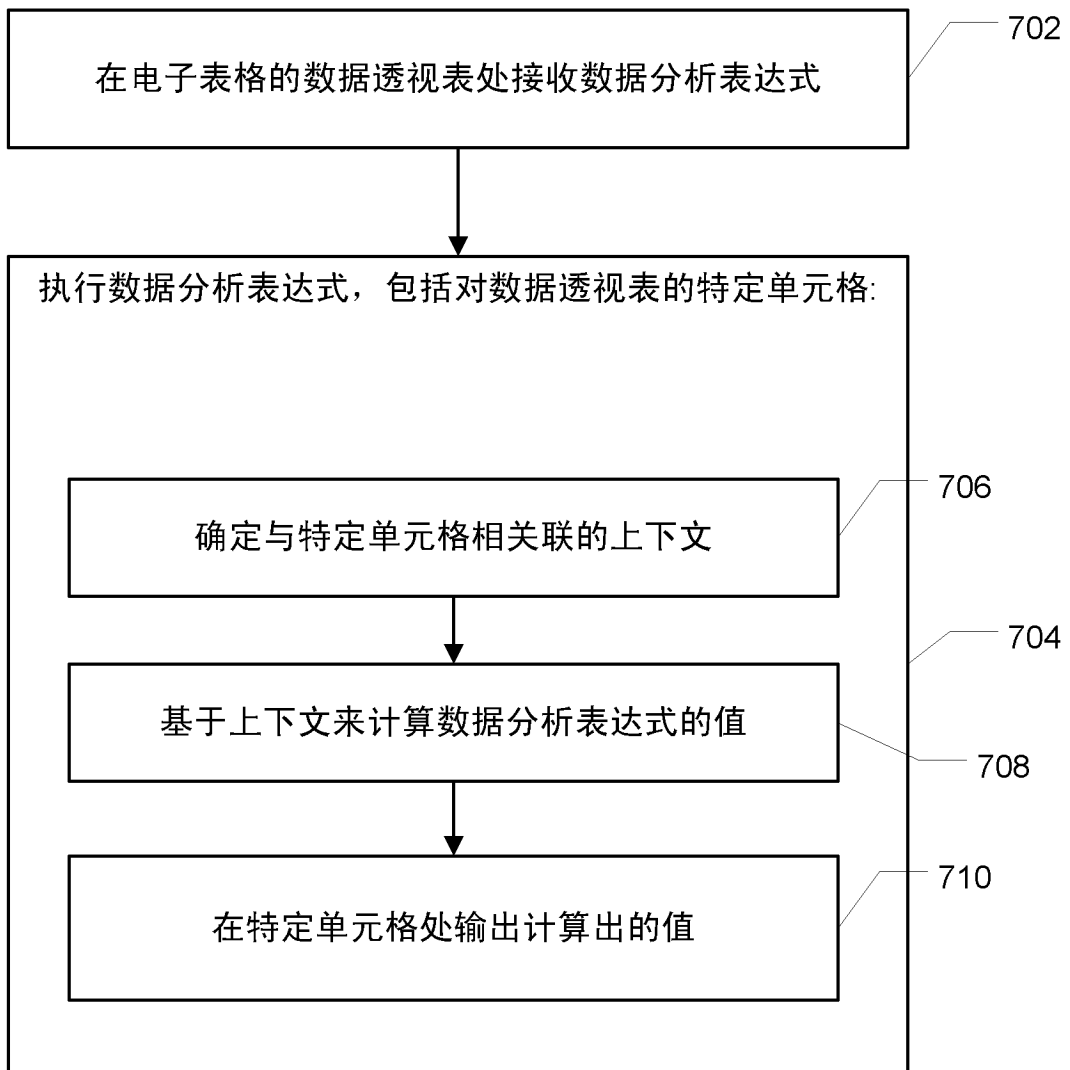 在电子表格的数据透视表处接收数据分析表达式
702
执行数据分析表达式，包括对数据透视表的特定单元格:
706
确定与特定单元格相关联的上下文
704
基于上下文来计算数据分析表达式的值
708
710
在特定单元格处输出计算出的值